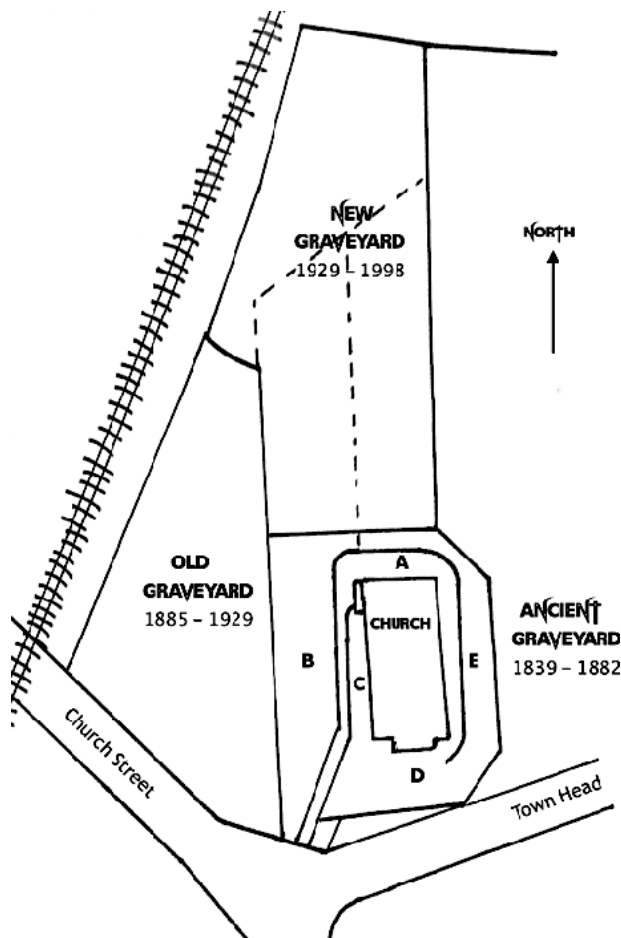 NEW
GRAVEYARD
1929 – 1998
NORTH
OLD
GRAVEYARD
1885 – 1929
A
CHURCH
B
C
E
D
ANCIENT
GRAVEYARD
1839 – 1882
Church Street
Town Head